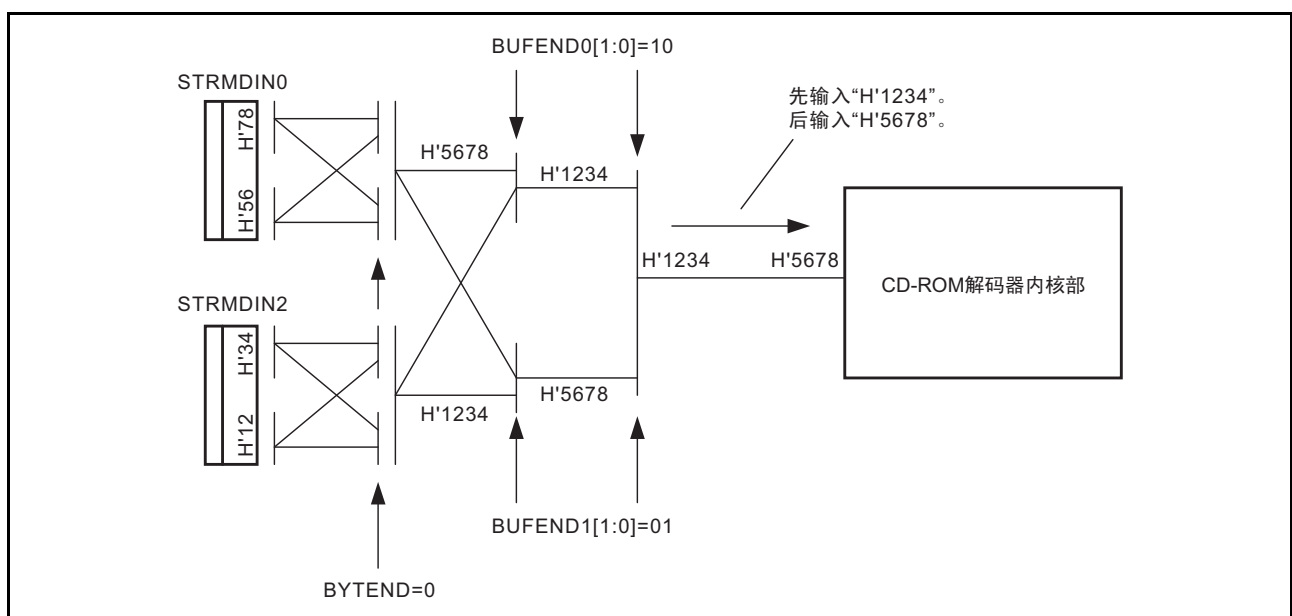 BUFEND0[1:0]=10
STRMDIN0
先输入“H'1234”。
后输入“H'5678”。
H'78
H'56
H'5678
H'1234
H'1234
H'5678
CD-ROM解码器内核部
STRMDIN2
H'34
H'12
H'1234
H'5678
BUFEND1[1:0]=01
BYTEND=0